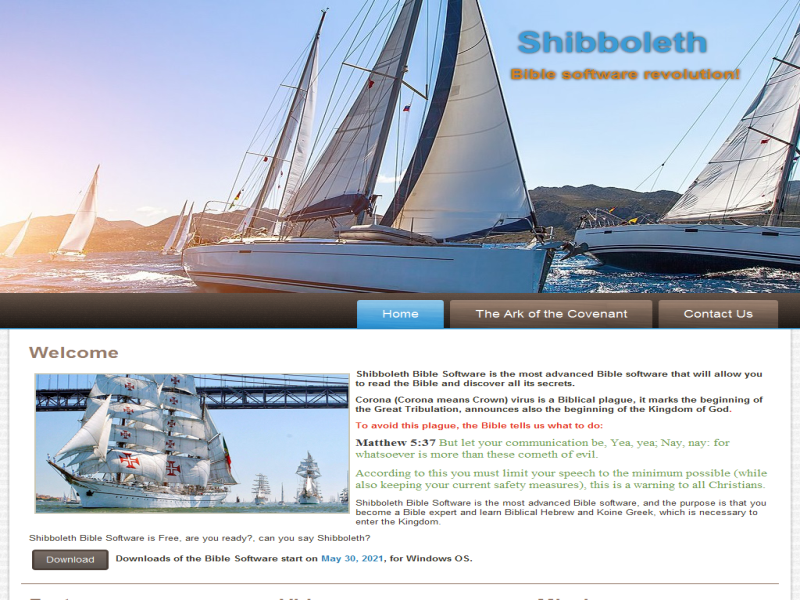 Shibboleth
Bible software revolution!
Home
The Ark of the Covenant
Contact Us
Welcome
Shibboleth Bible Software is the most advanced Bible software that will allow you
to read the Bible and discover all its secrets.
Corona (Corona means Crown) virus is a Biblical plague, it marks the beginning of
the Great Tribulation, announces also the beginning of the Kingdom of God.
To avoid this plague, the Bible tells us what to do:
Matthew 5:37 But let your communication be, Yea, yea; Nay, nay: for
whatsoever is more than these cometh of evil.
According to this you must limit your speech to the minimum possible (while
also keeping your current safety measures), this is a warning to all Christians.
Shibboleth Bible Software is the most advanced Bible software, and the purpose is that you
become a Bible expert and learn Biblical Hebrew and Koine Greek, which is necessary to
enter the Kingdom.
Shibboleth Bible Software is Free, are you ready?, can you say Shibboleth?
Download
Downloads of the Bible Software start on May 30, 2021, for Windows OS.